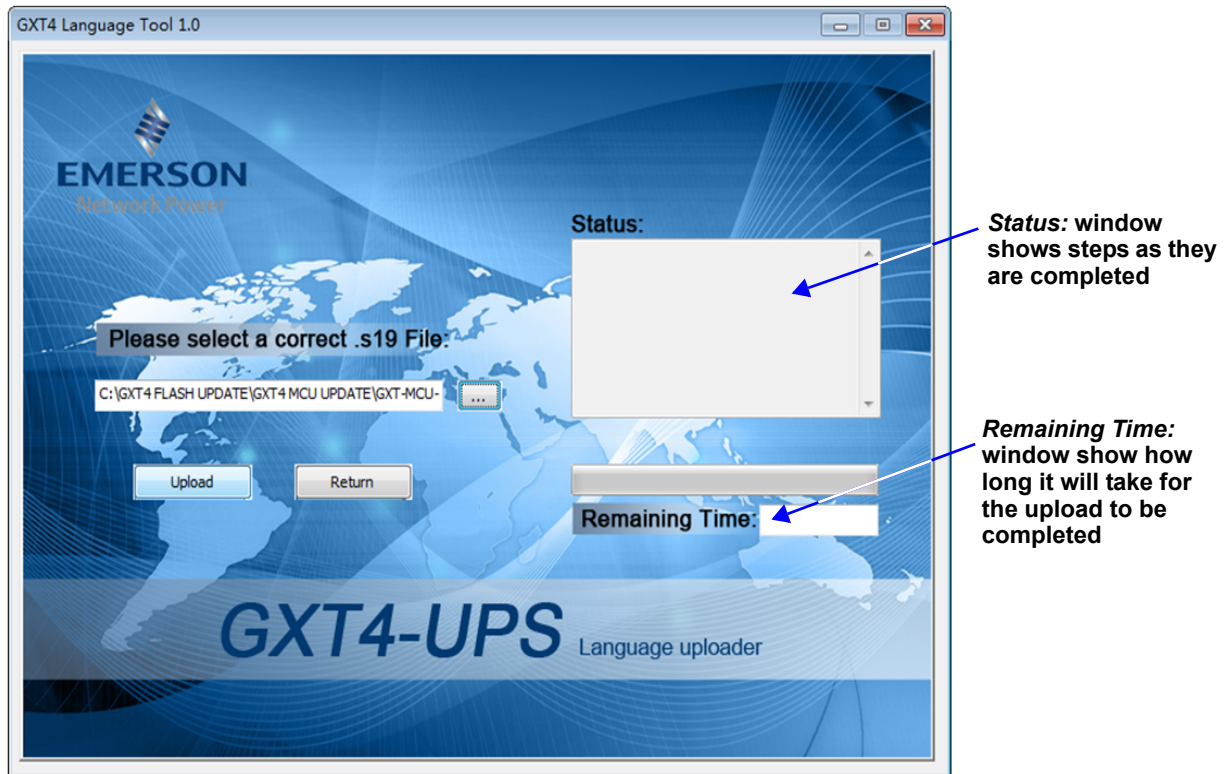 GXT4 Language Tool 1.0
EMERSON
Network Power
Status:
Status: window
shows steps as they
are completed
Please select a correct .s19 File:
C:\GXT4 FLASH UPDATE\GXT4 MCU UPDATE\GXT-MCU-
...
Upload
Return
Remaining Time:
Remaining Time:
window show how
long it will take for
the upload to be
completed
GXT4-UPS Language uploader